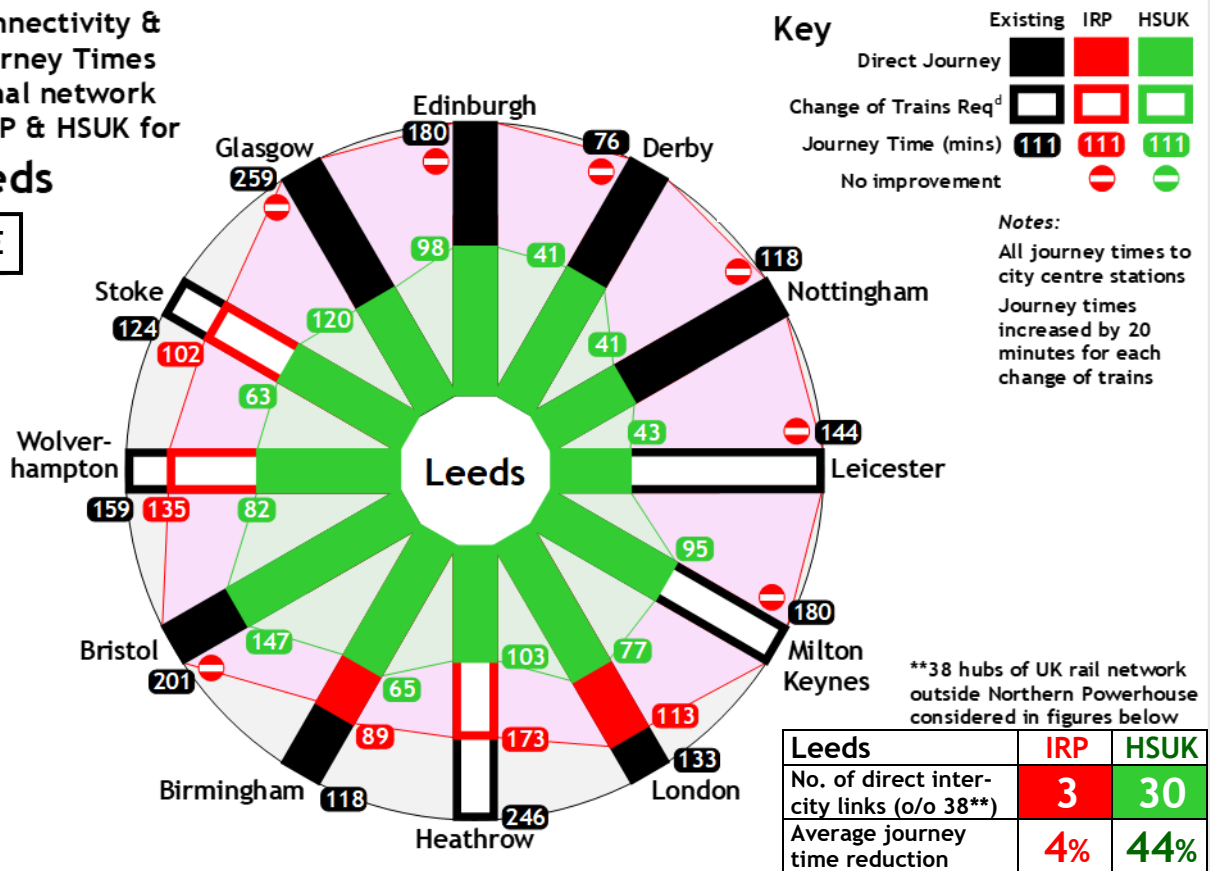 nnectivity &
rney Times
nal network
P & HSUK for
eds
Key
Existing IRP HSUK
Direct Journey
Change of Trains Reqd
Journey Time (mins) 111 111 111
No improvement
Notes:
All journey times to
city centre stations
Journey times
increased by 20
minutes for each
change of trains
Edinburgh
180
98
Derby
76
41
Nottingham
118
41
Leicester
144
43
Milton
Keynes
180
95
London
133
113
77
Heathrow
246
173
103
Birmingham
118
89
65
Bristol
201
147
Wolver-
hampton
159
135
82
Stoke
124
102
63
Glasgow
259
120
Leeds
**38 hubs of UK rail network
outside Northern Powerhouse
considered in figures below
Leeds IRP HSUK
No. of direct inter-
city links (o/o 38**) 3 30
Average journey
time reduction 4% 44%